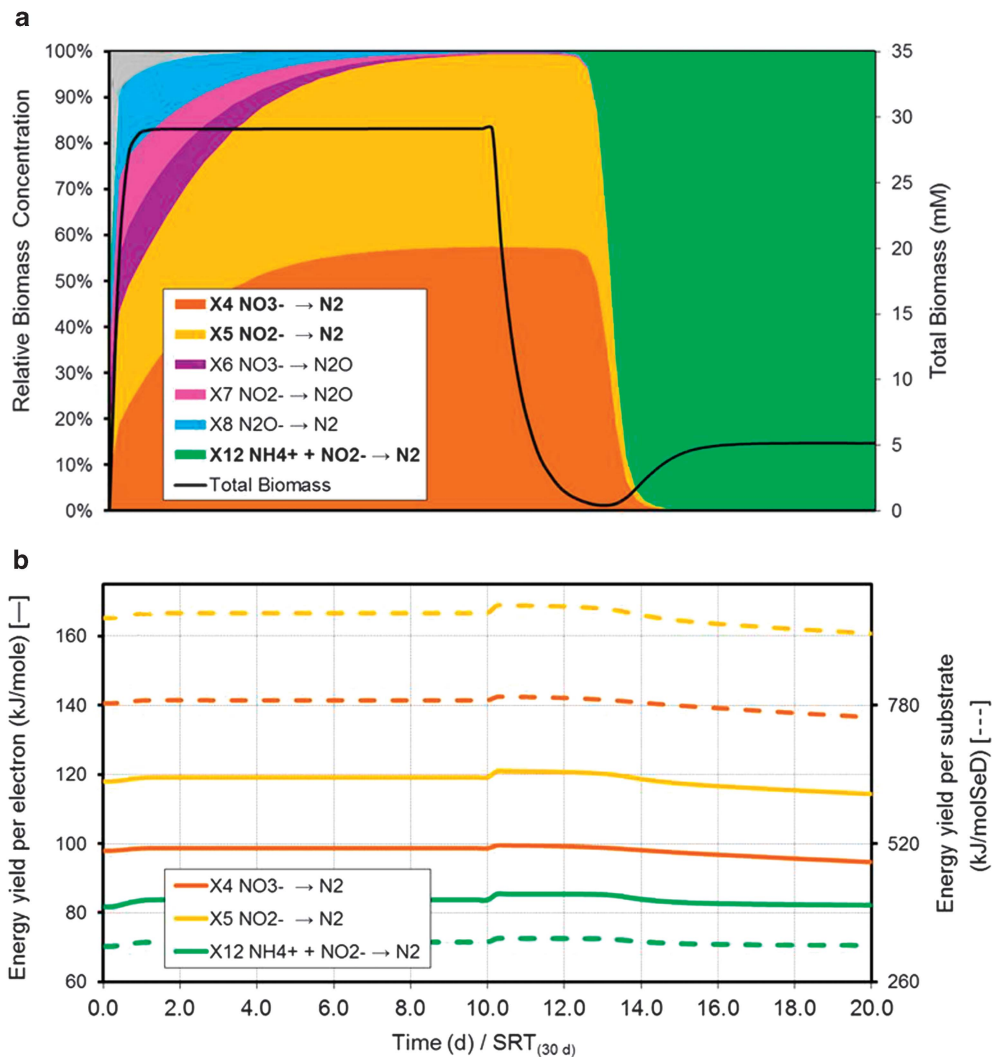 a
100%
90%
80%
70%
60%
50%
40%
30%
20%
10%
0%
Relative Biomass Concentration
35
30
25
20
15
10
5
0
Total Biomass (mM)
X4 NO3- → N2
X5 NO2- → N2
X6 NO3- → N2O
X7 NO2- → N2O
X8 N2O- → N2
X12 NH4+ + NO2- → N2
Total Biomass
b
Energy yield per electron (kJ/mole) [—]
160
140
120
100
80
60
780
520
260
Energy yield per substrate
(kJ/molSeD) [---]
X4 NO3- → N2
X5 NO2- → N2
X12 NH4+ + NO2- → N2
0.0 2.0 4.0 6.0 8.0 10.0 12.0 14.0 16.0 18.0 20.0
Time (d) / SRT(30 d)